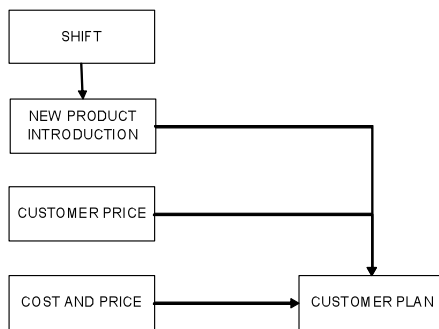 SHIFT
NEW PRODUCT
INTRODUCTION
CUSTOMER PRICE
COST AND PRICE
CUSTOMER PLAN